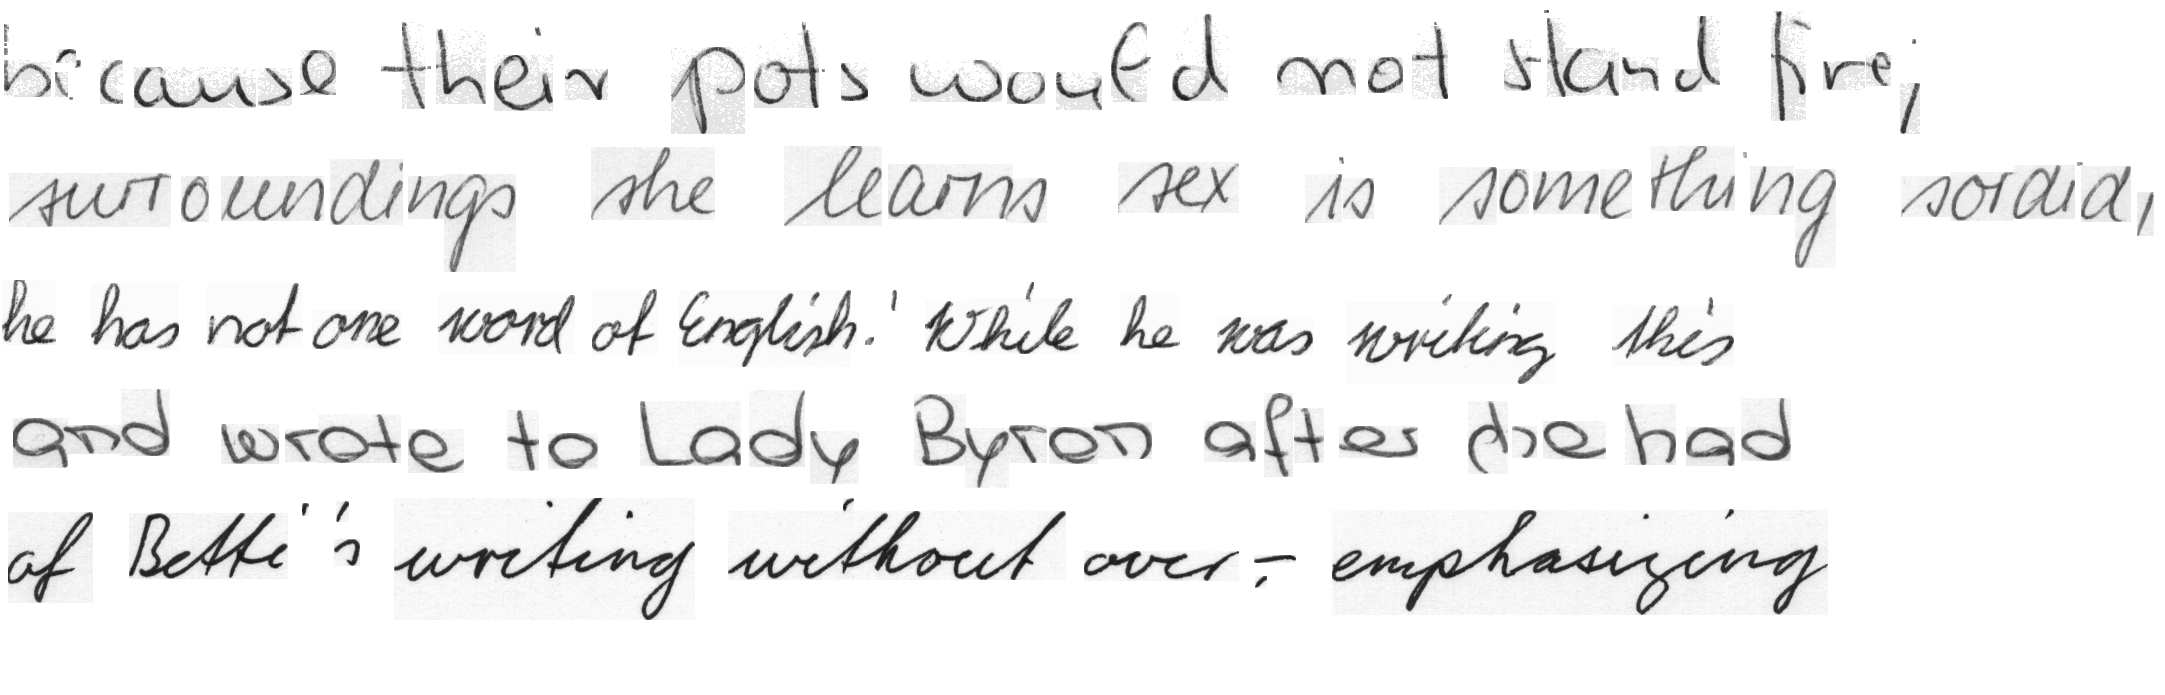 because their pots would not stand fire,
surroundings she learns sex is something sordid,
he has not one word of English.' While he was writing this
and wrote to Lady Byron after she had
of Betti's writing without over-emphasizing